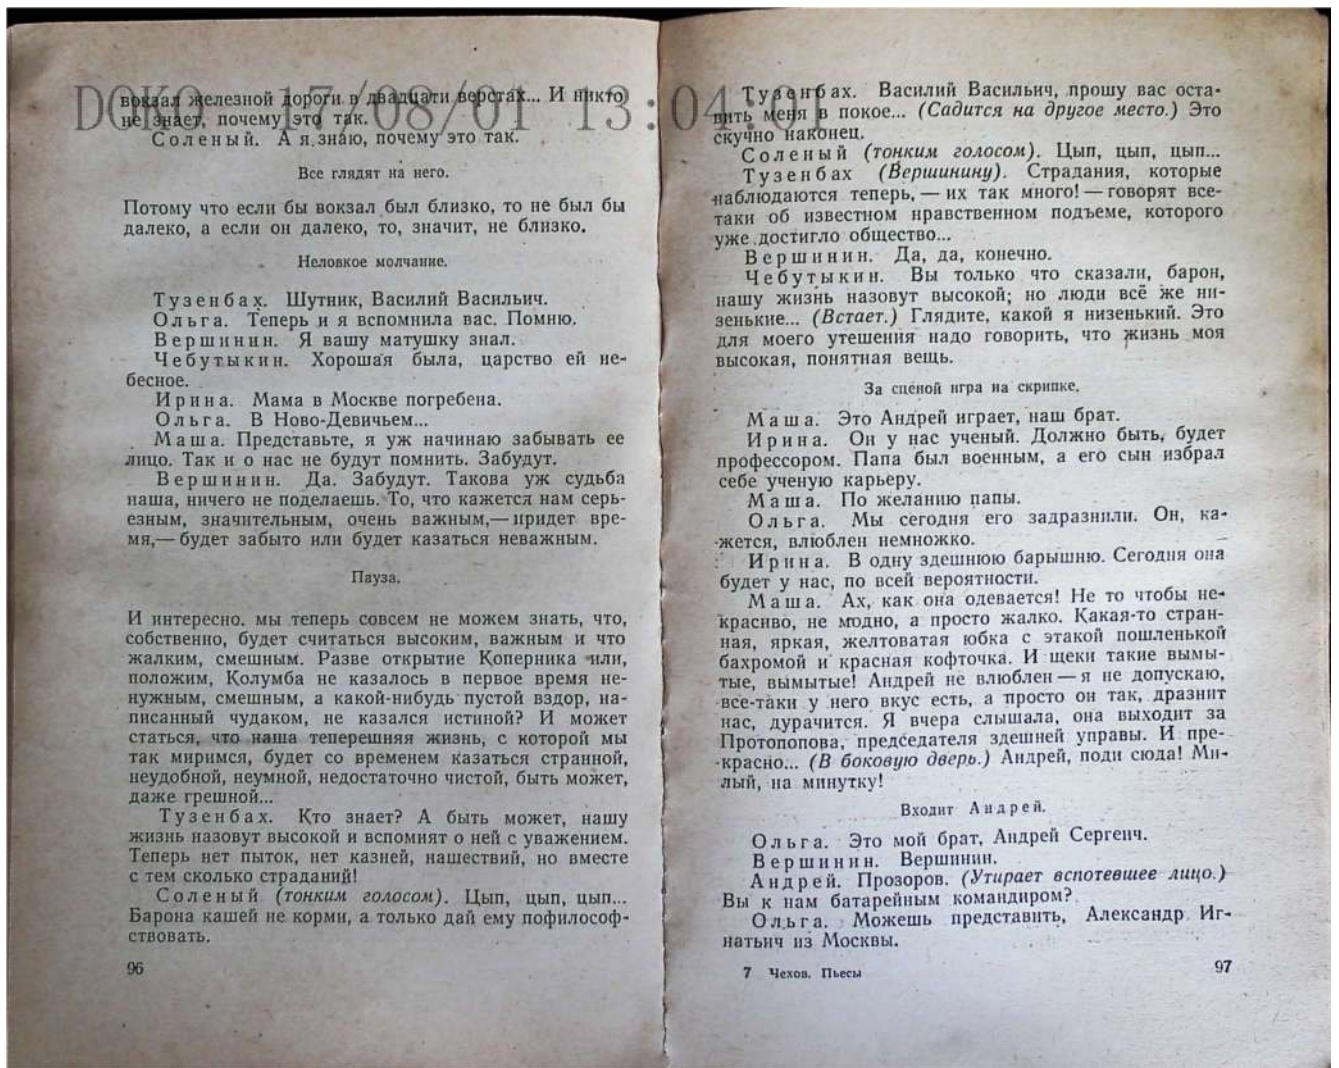 DOKO 17/08/01 13:04:01
вокзал железной дороги в двадцати верстах... И никто
не знает, почему это так.
Соленый. А я знаю, почему это так.
Все глядят на него.
Потому что если бы вокзал был близко, то не был бы
далеко, а если он далеко, то, значит, не близко.
Неловкое молчание.
Тузенбах. Шутник, Василий Васильич.
Ольга. Теперь и я вспомнила вас. Помню.
Вершинин. Я вашу матушку знал.
Чебутыкин. Хорошая была, царство ей не-
бесное.
Ирина. Мама в Москве погребена.
Ольга. В Ново-Девичьем...
Маша. Представьте, я уж начинаю забывать ее
лицо. Так и о нас не будут помнить. Забудут.
Вершинин. Да. Забудут. Такова уж судьба
наша, ничего не поделаешь. То, что кажется нам серь-
езным, значительным, очень важным,— придет вре-
мя,— будет забыто или будет казаться неважным.
Пауза.
И интересно. мы теперь совсем не можем знать, что,
собственно, будет считаться высоким, важным и что
жалким, смешным. Разве открытие Коперника или,
положим, Колумба не казалось в первое время не-
нужным, смешным, а какой-нибудь пустой вздор, на-
писанный чудаком, не казался истиной? И может
статься, что наша теперешняя жизнь, с которой мы
так миримся, будет со временем казаться странной,
неудобной, неумной, недостаточно чистой, быть может,
даже грешной...
Тузенбах. Кто знает? А быть может, нашу
жизнь назовут высокой и вспомнят о ней с уважением.
Теперь нет пыток, нет казней, нашествий, но вместе
с тем сколько страданий!
Соленый (тонким голосом). Цып, цып, цып...
Барона кашей не корми, а только дай ему пофилософ-
ствовать.
96
Тузенбах. Василий Васильич, прошу вас оста-
вить меня в покое... (Садится на другое место.) Это
скучно наконец.
Соленый (тонким голосом). Цып, цып, цып...
Тузенбах (Вершинину). Страдания, которые
наблюдаются теперь, — их так много! — говорят все-
таки об известном нравственном подъеме, которого
уже достигло общество...
Вершинин. Да, да, конечно.
Чебутыкин. Вы только что сказали, барон,
нашу жизнь назовут высокой; но люди всё же ни-
зенькие... (Встает.) Глядите, какой я низенький. Это
для моего утешения надо говорить, что жизнь моя
высокая, понятная вещь.
За сценой игра на скрипке.
Маша. Это Андрей играет, наш брат.
Ирина. Он у нас ученый. Должно быть, будет
профессором. Папа был военным, а его сын избрал
себе ученую карьеру.
Маша. По желанию папы.
Ольга. Мы сегодня его задразнили. Он, ка-
жется, влюблен немножко.
Ирина. В одну здешнюю барышню. Сегодня она
будет у нас, по всей вероятности.
Маша. Ах, как она одевается! Не то чтобы не-
красиво, не модно, а просто жалко. Какая-то стран-
ная, яркая, желтоватая юбка с этакой пошленькой
бахромой и красная кофточка. И щеки такие вымы-
тые, вымытые! Андрей не влюблен — я не допускаю,
все-таки у него вкус есть, а просто он так, дразнит
нас, дурачится. Я вчера слышала, она выходит за
Протопопова, председателя здешней управы. И пре-
красно... (В боковую дверь.) Андрей, поди сюда! Ми-
лый, на минутку!
Входит Андрей.
Ольга. Это мой брат, Андрей Сергеич.
Вершинин. Вершинин.
Андрей. Прозоров. (Утирает вспотевшее лицо.)
Вы к нам батарейным командиром?
Ольга. Можешь представить, Александр Иг-
натьич из Москвы.
7 Чехов. Пьесы
97